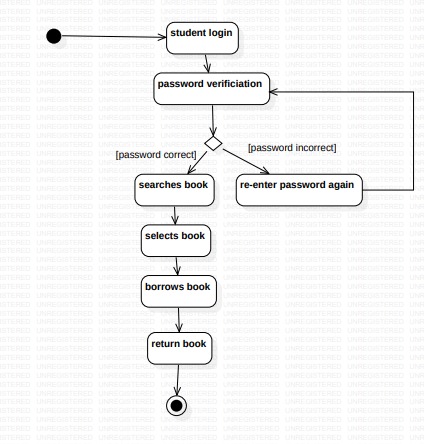 student login
password verificiation
[password correct]
[password incorrect]
searches book
re-enter password again
selects book
borrows book
return book